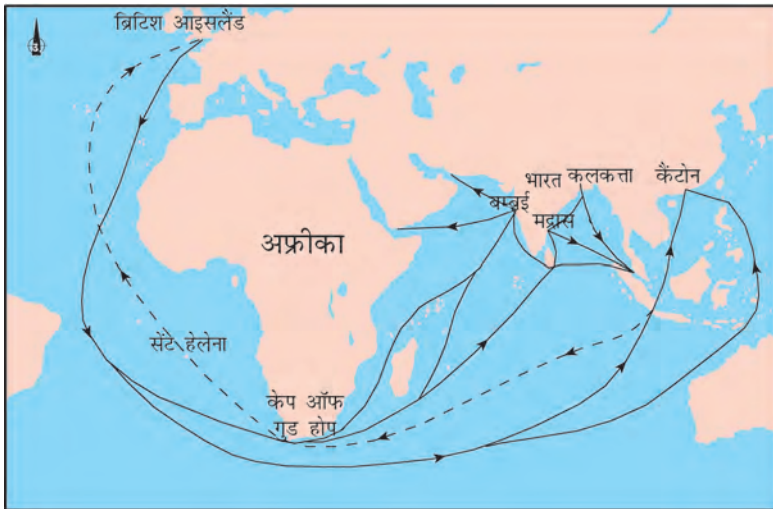 ब्रिटिश आइसलैंड
उ
भारत
कलकत्ता
कैंटोन
बम्बई
मद्रास
अफ्रीका
सेंट हेलेना
केप ऑफ
गुड होप